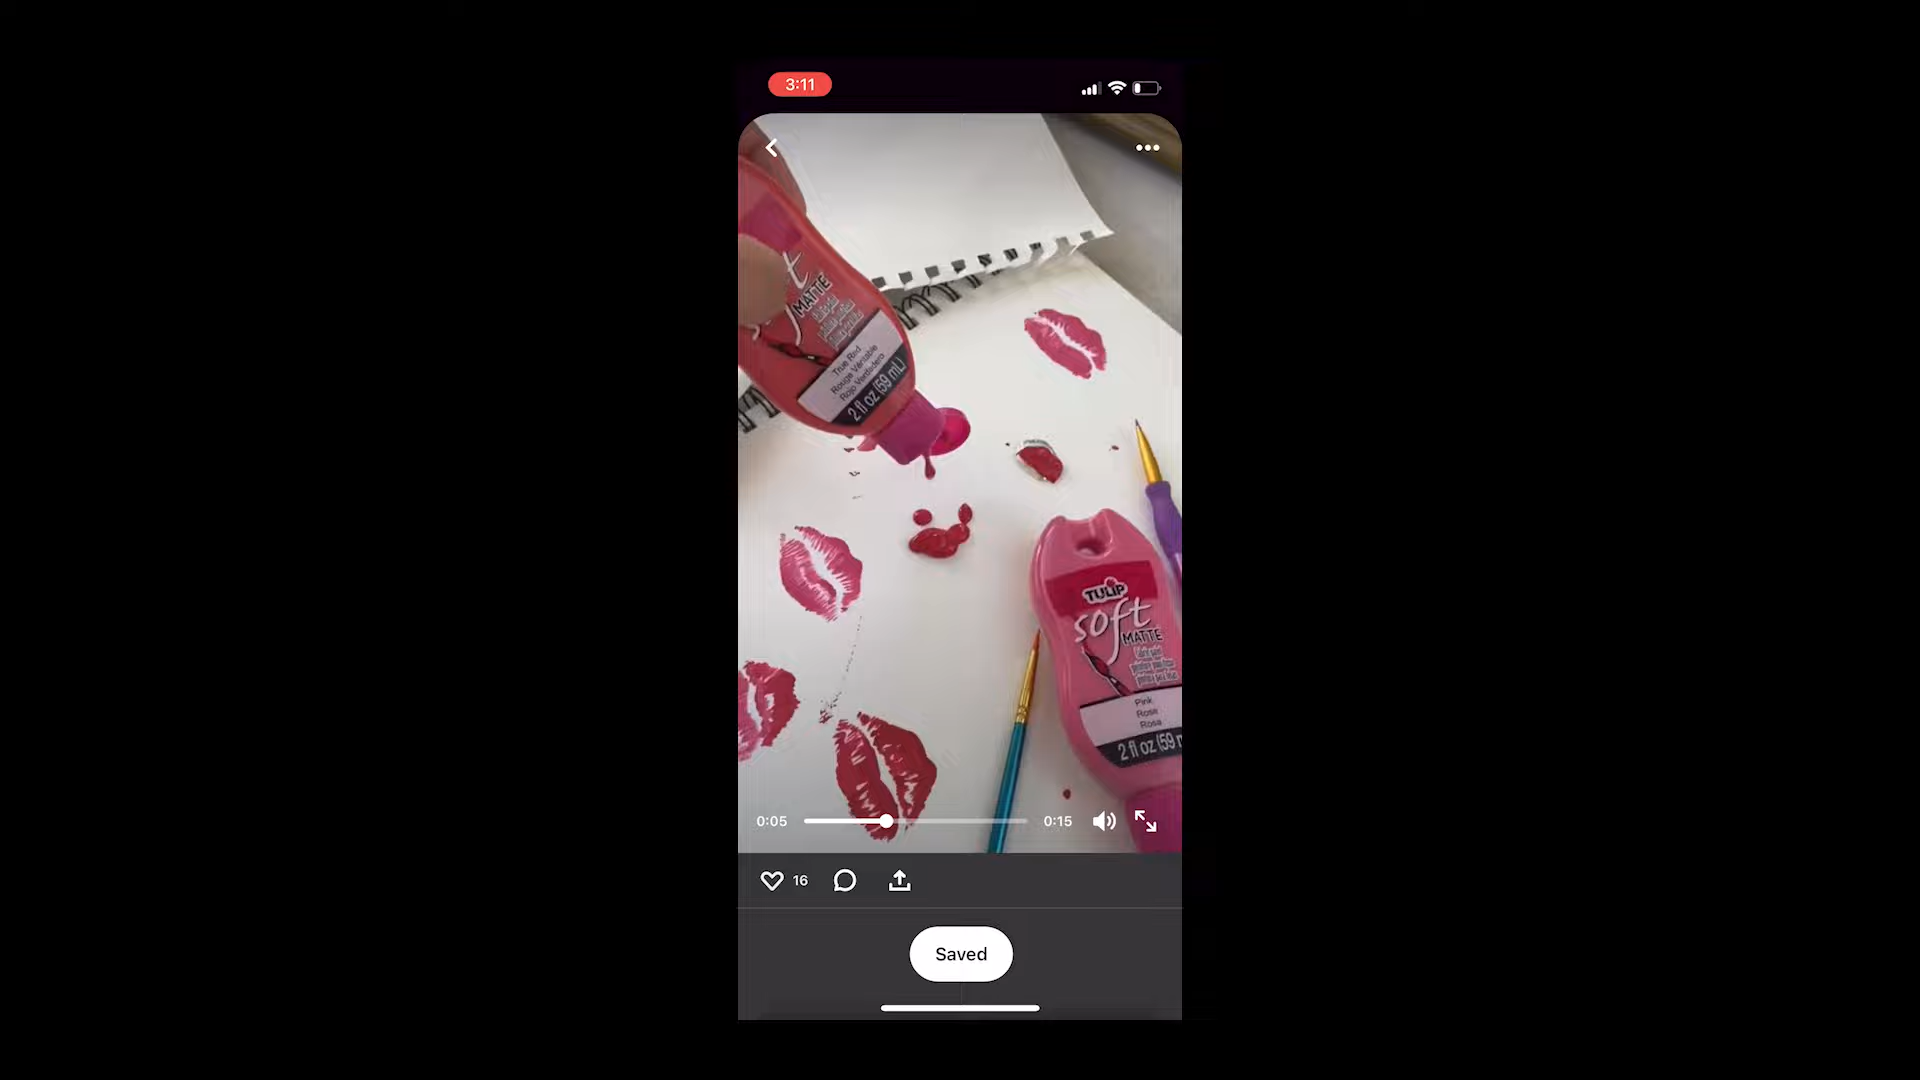 3:11
MATTE
True Red
Rouge Véritable
Rojo Verdadero
2 fl oz (59 mL)
TULIP
soft
MATTE
Pink
Rose
Rosa
2 fl oz (59 m
0:05
0:15
16
Saved